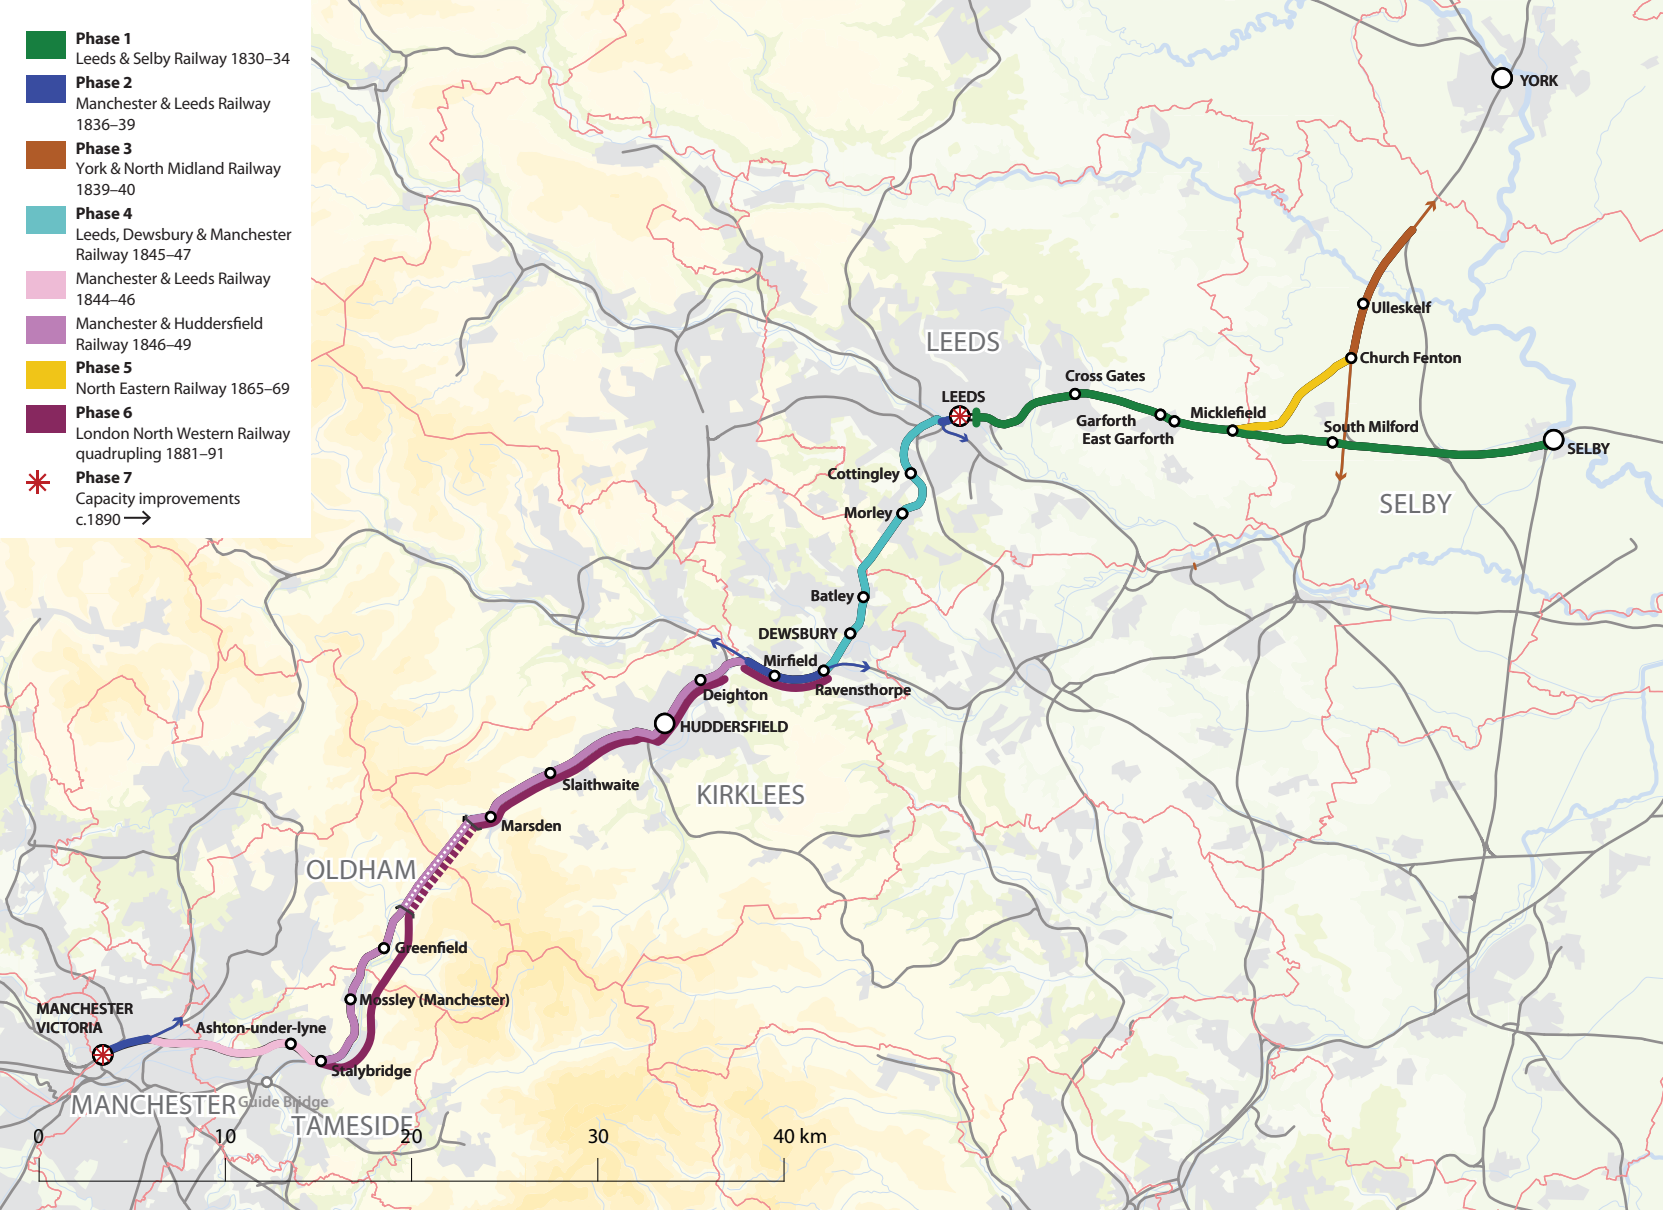 Phase 1
Leeds & Selby Railway 1830–34
Phase 2
Manchester & Leeds Railway
1836–39
Phase 3
York & North Midland Railway
1839–40
Phase 4
Leeds, Dewsbury & Manchester
Railway 1845–47
Manchester & Leeds Railway
1844–46
Manchester & Huddersfield
Railway 1846–49
Phase 5
North Eastern Railway 1865–69
Phase 6
London North Western Railway
quadrupling 1881–91
Phase 7
Capacity improvements
c.1890
YORK
Ulleskelf
LEEDS
Church Fenton
Cross Gates
LEEDS
Micklefield
Garforth
South Milford
East Garforth
SELBY
Cottingley
SELBY
Morley
Batley
DEWSBURY
Mirfield
Ravensthorpe
Deighton
HUDDERSFIELD
Slaithwaite
KIRKLEES
Marsden
OLDHAM
Greenfield
Mossley (Manchester)
MANCHESTER
VICTORIA
Ashton-under-lyne
Stalybridge
MANCHESTER
Guide Bridge
TAMESIDE
0 10 20 30 40 km